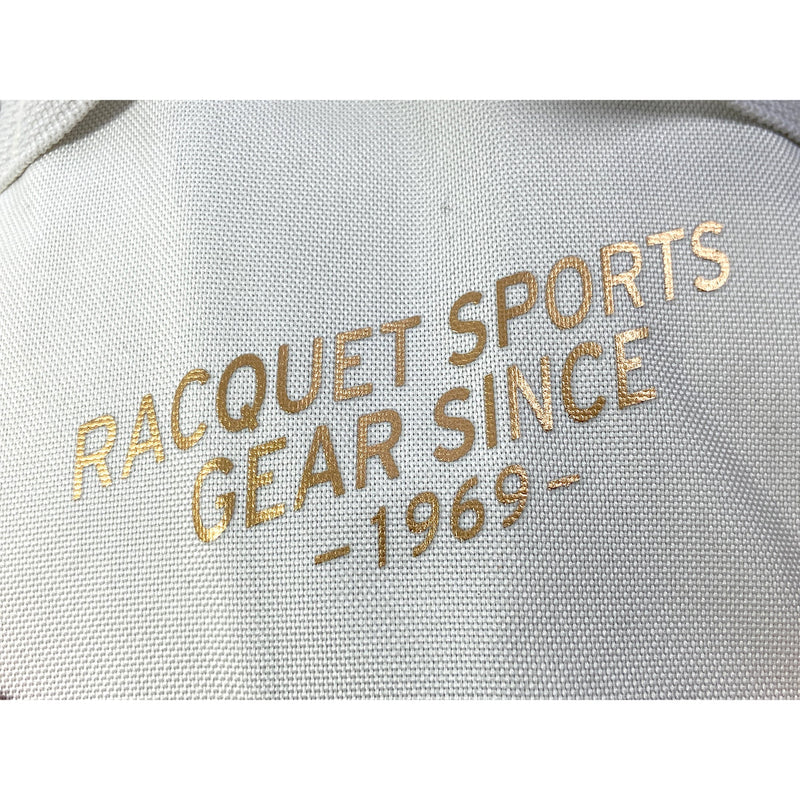 RACQUET SPORTS
GEAR SINCE
-1969-